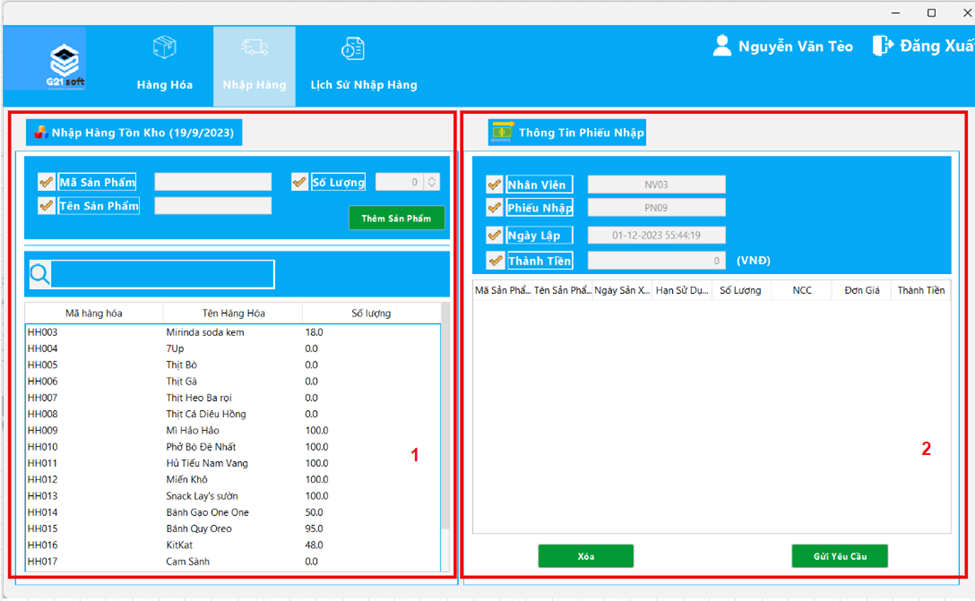 G21 soft
Hàng Hóa
Nhập Hàng
Lịch Sử Nhập Hàng
Nguyễn Văn Tèo
Đăng Xuấ
Nhập Hàng Tồn Kho (19/9/2023)
Mã Sản Phẩm
Số Lượng
0
Tên Sản Phẩm
Thêm Sản Phẩm
Mã hàng hóa Tên Hàng Hóa Số lượng
HH003 Mirinda soda kem 18.0
HH004 7Up 0.0
HH005 Thịt Bò 0.0
HH006 Thịt Gà 0.0
HH007 Thịt Heo Ba rọi 0.0
HH008 Thịt Cá Diêu Hồng 0.0
HH009 Mì Hảo Hảo 100.0
HH010 Phở Bò Đệ Nhất 100.0
HH011 Hủ Tiếu Nam Vang 100.0
HH012 Miến Khô 100.0
HH013 Snack Lay's sườn 100.0
HH014 Bánh Gạo One One 50.0
HH015 Bánh Quy Oreo 95.0
HH016 KitKat 48.0
HH017 Cam Sành 0.0
1
Thông Tin Phiếu Nhập
Nhân Viên NV03
Phiếu Nhập PN09
Ngày Lập 01-12-2023 55:44:19
Thành Tiền 0 (VNĐ)
Mã Sản Phẩ... Tên Sản Phẩ... Ngày Sản X... Hạn Sử Dụ... Số Lượng NCC Đơn Giá Thành Tiền
2
Xóa
Gửi Yêu Cầu